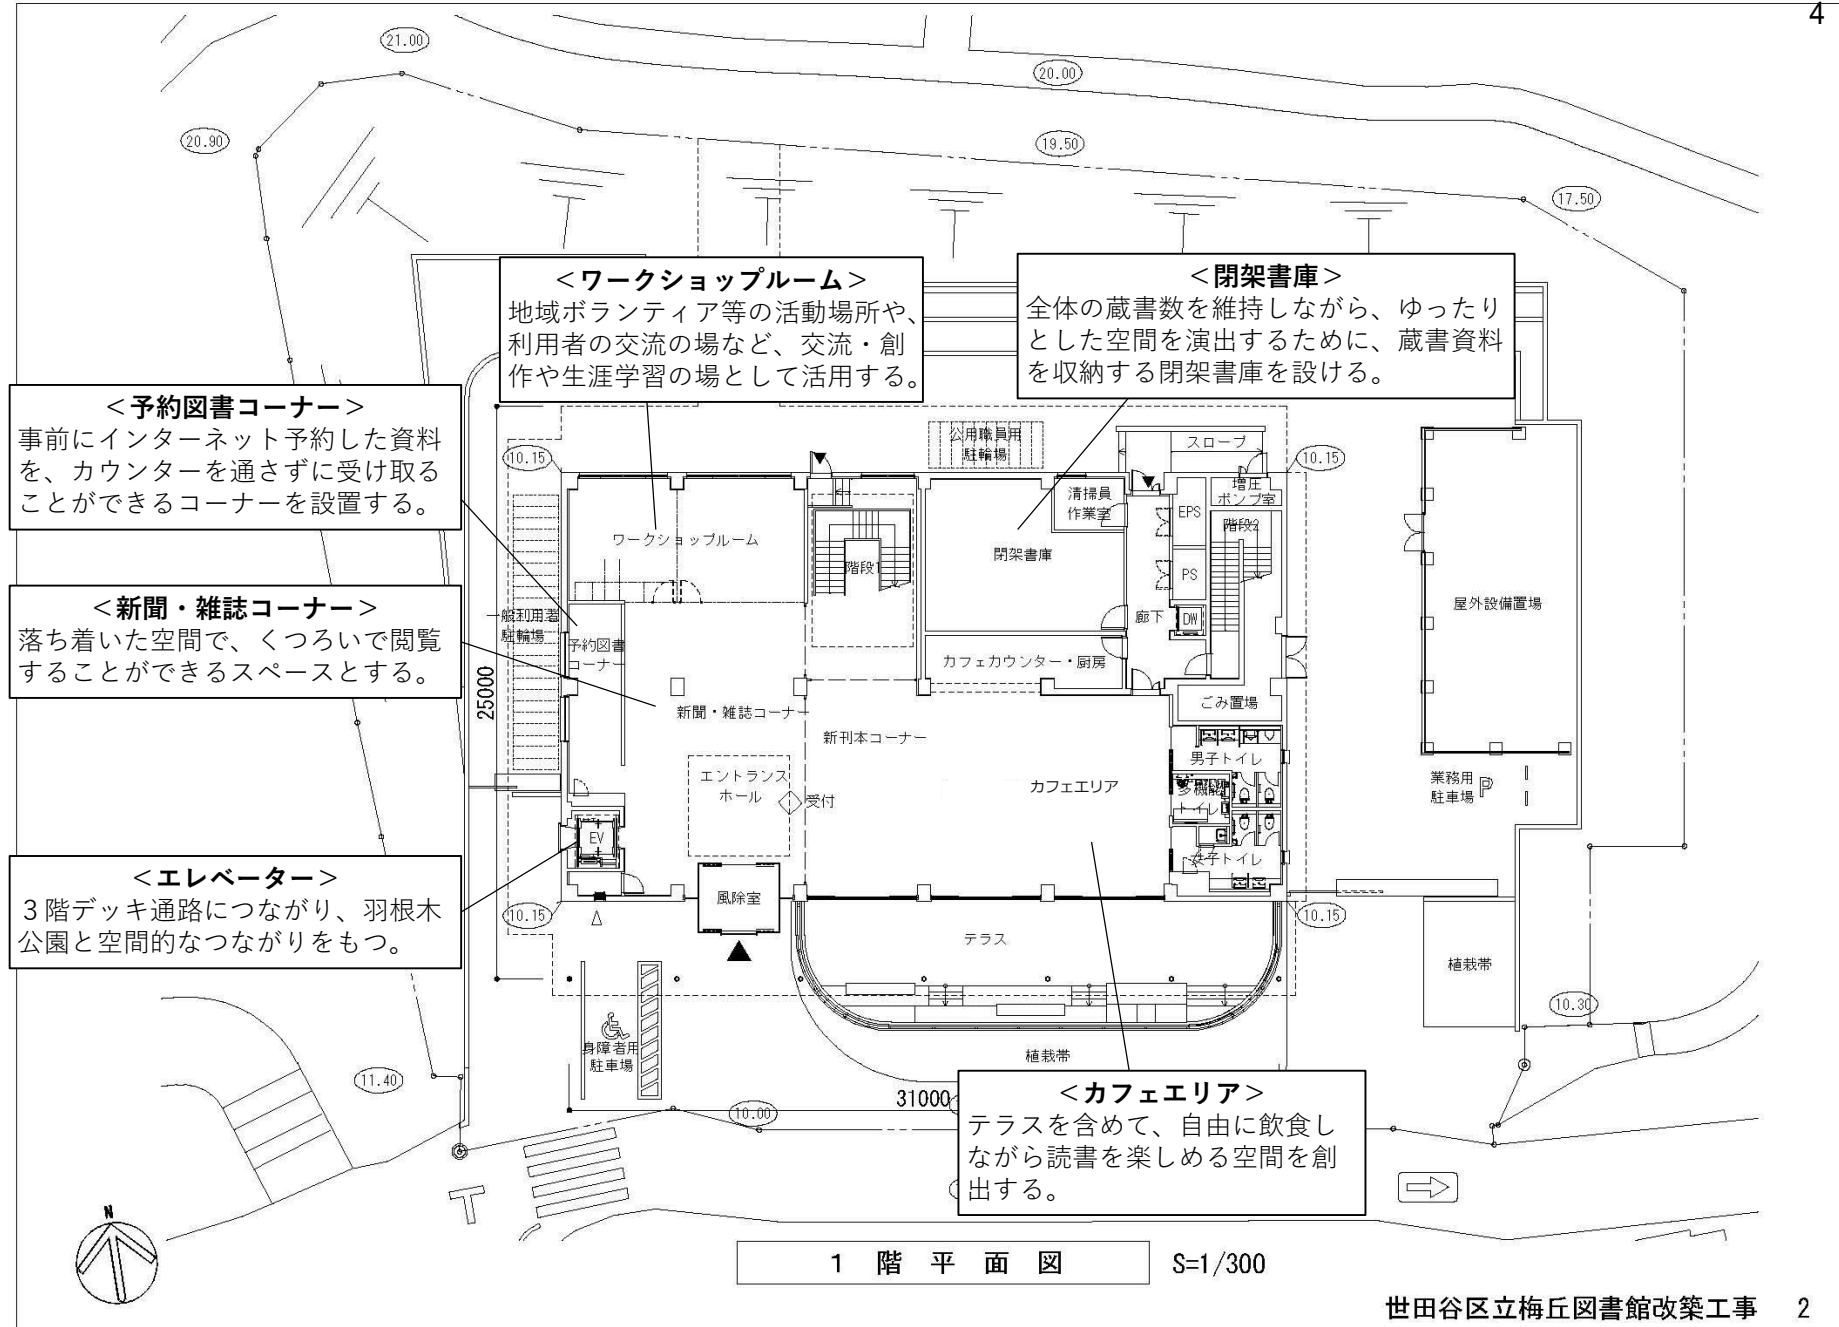 4
21.00
20.00
20.90
19.50
17.50
＜ワークショップルーム＞
地域ボランティア等の活動場所や、
利用者の交流の場など、交流・創
作や生涯学習の場として活用する。
＜閉架書庫＞
全体の蔵書数を維持しながら、ゆったり
とした空間を演出するために、蔵書資料
を収納する閉架書庫を設ける。
＜予約図書コーナー＞
事前にインターネット予約した資料
を、カウンターを通さずに受け取る
ことができるコーナーを設置する。
＜新聞・雑誌コーナー＞
落ち着いた空間で、くつろいで閲覧
することができるスペースとする。
＜エレベーター＞
３階デッキ通路につながり、羽根木
公園と空間的なつながりをもつ。
10.15
公用職員用
駐輪場
スロープ
10.15
清掃員
作業室
EPS
増圧
ポンプ室
階段2
ワークショップルーム
階段1
閉架書庫
PS
廊下
DW
屋外設備置場
一般利用者
駐輪場
予約図書
コーナー
カフェカウンター・厨房
25000
新聞・雑誌コーナー
ごみ置場
新刊本コーナー
男子トイレ
エントランス
ホール
受付
カフェエリア
多機能
トイレ
業務用
駐車場
P
EV
女子トイレ
風除室
10.15
10.15
テラス
植栽帯
10.30
身障者用
駐車場
植栽帯
11.40
31000
10.00
＜カフェエリア＞
テラスを含めて、自由に飲食し
ながら読書を楽しめる空間を創
出する。
N
1 階 平 面 図
S=1/300
世田谷区立梅丘図書館改築工事
2